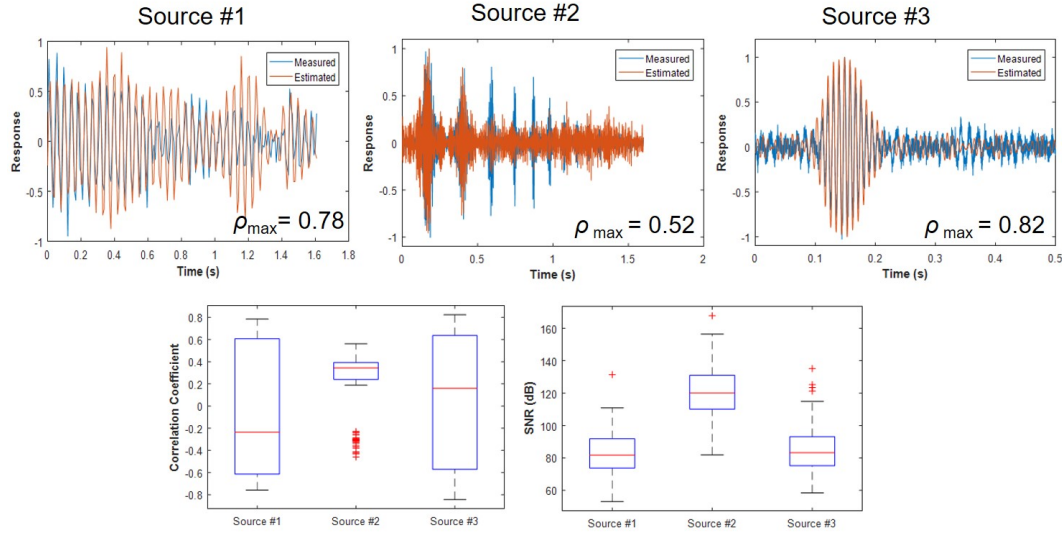 Source #1
Source #2
Source #3
Measured
Estimated
Response
1
0.5
0
-0.5
-1
0 0.2 0.4 0.6 0.8 1 1.2 1.4 1.6 1.8
Time (s)
ρmax= 0.78
Measured
Estimated
Response
1
0.5
0
-0.5
-1
0 0.5 1 1.5 2
Time (s)
ρ max = 0.52
Measured
Estimated
Response
1
0.5
0
-0.5
-1
0 0.1 0.2 0.3 0.4 0.5
Time (s)
ρ max = 0.82
Correlation Coefficient
0.8
0.6
0.4
0.2
0
-0.2
-0.4
-0.6
-0.8
Source #1 Source #2 Source #3
SNR (dB)
160
140
120
100
80
60
Source #1 Source #2 Source #3